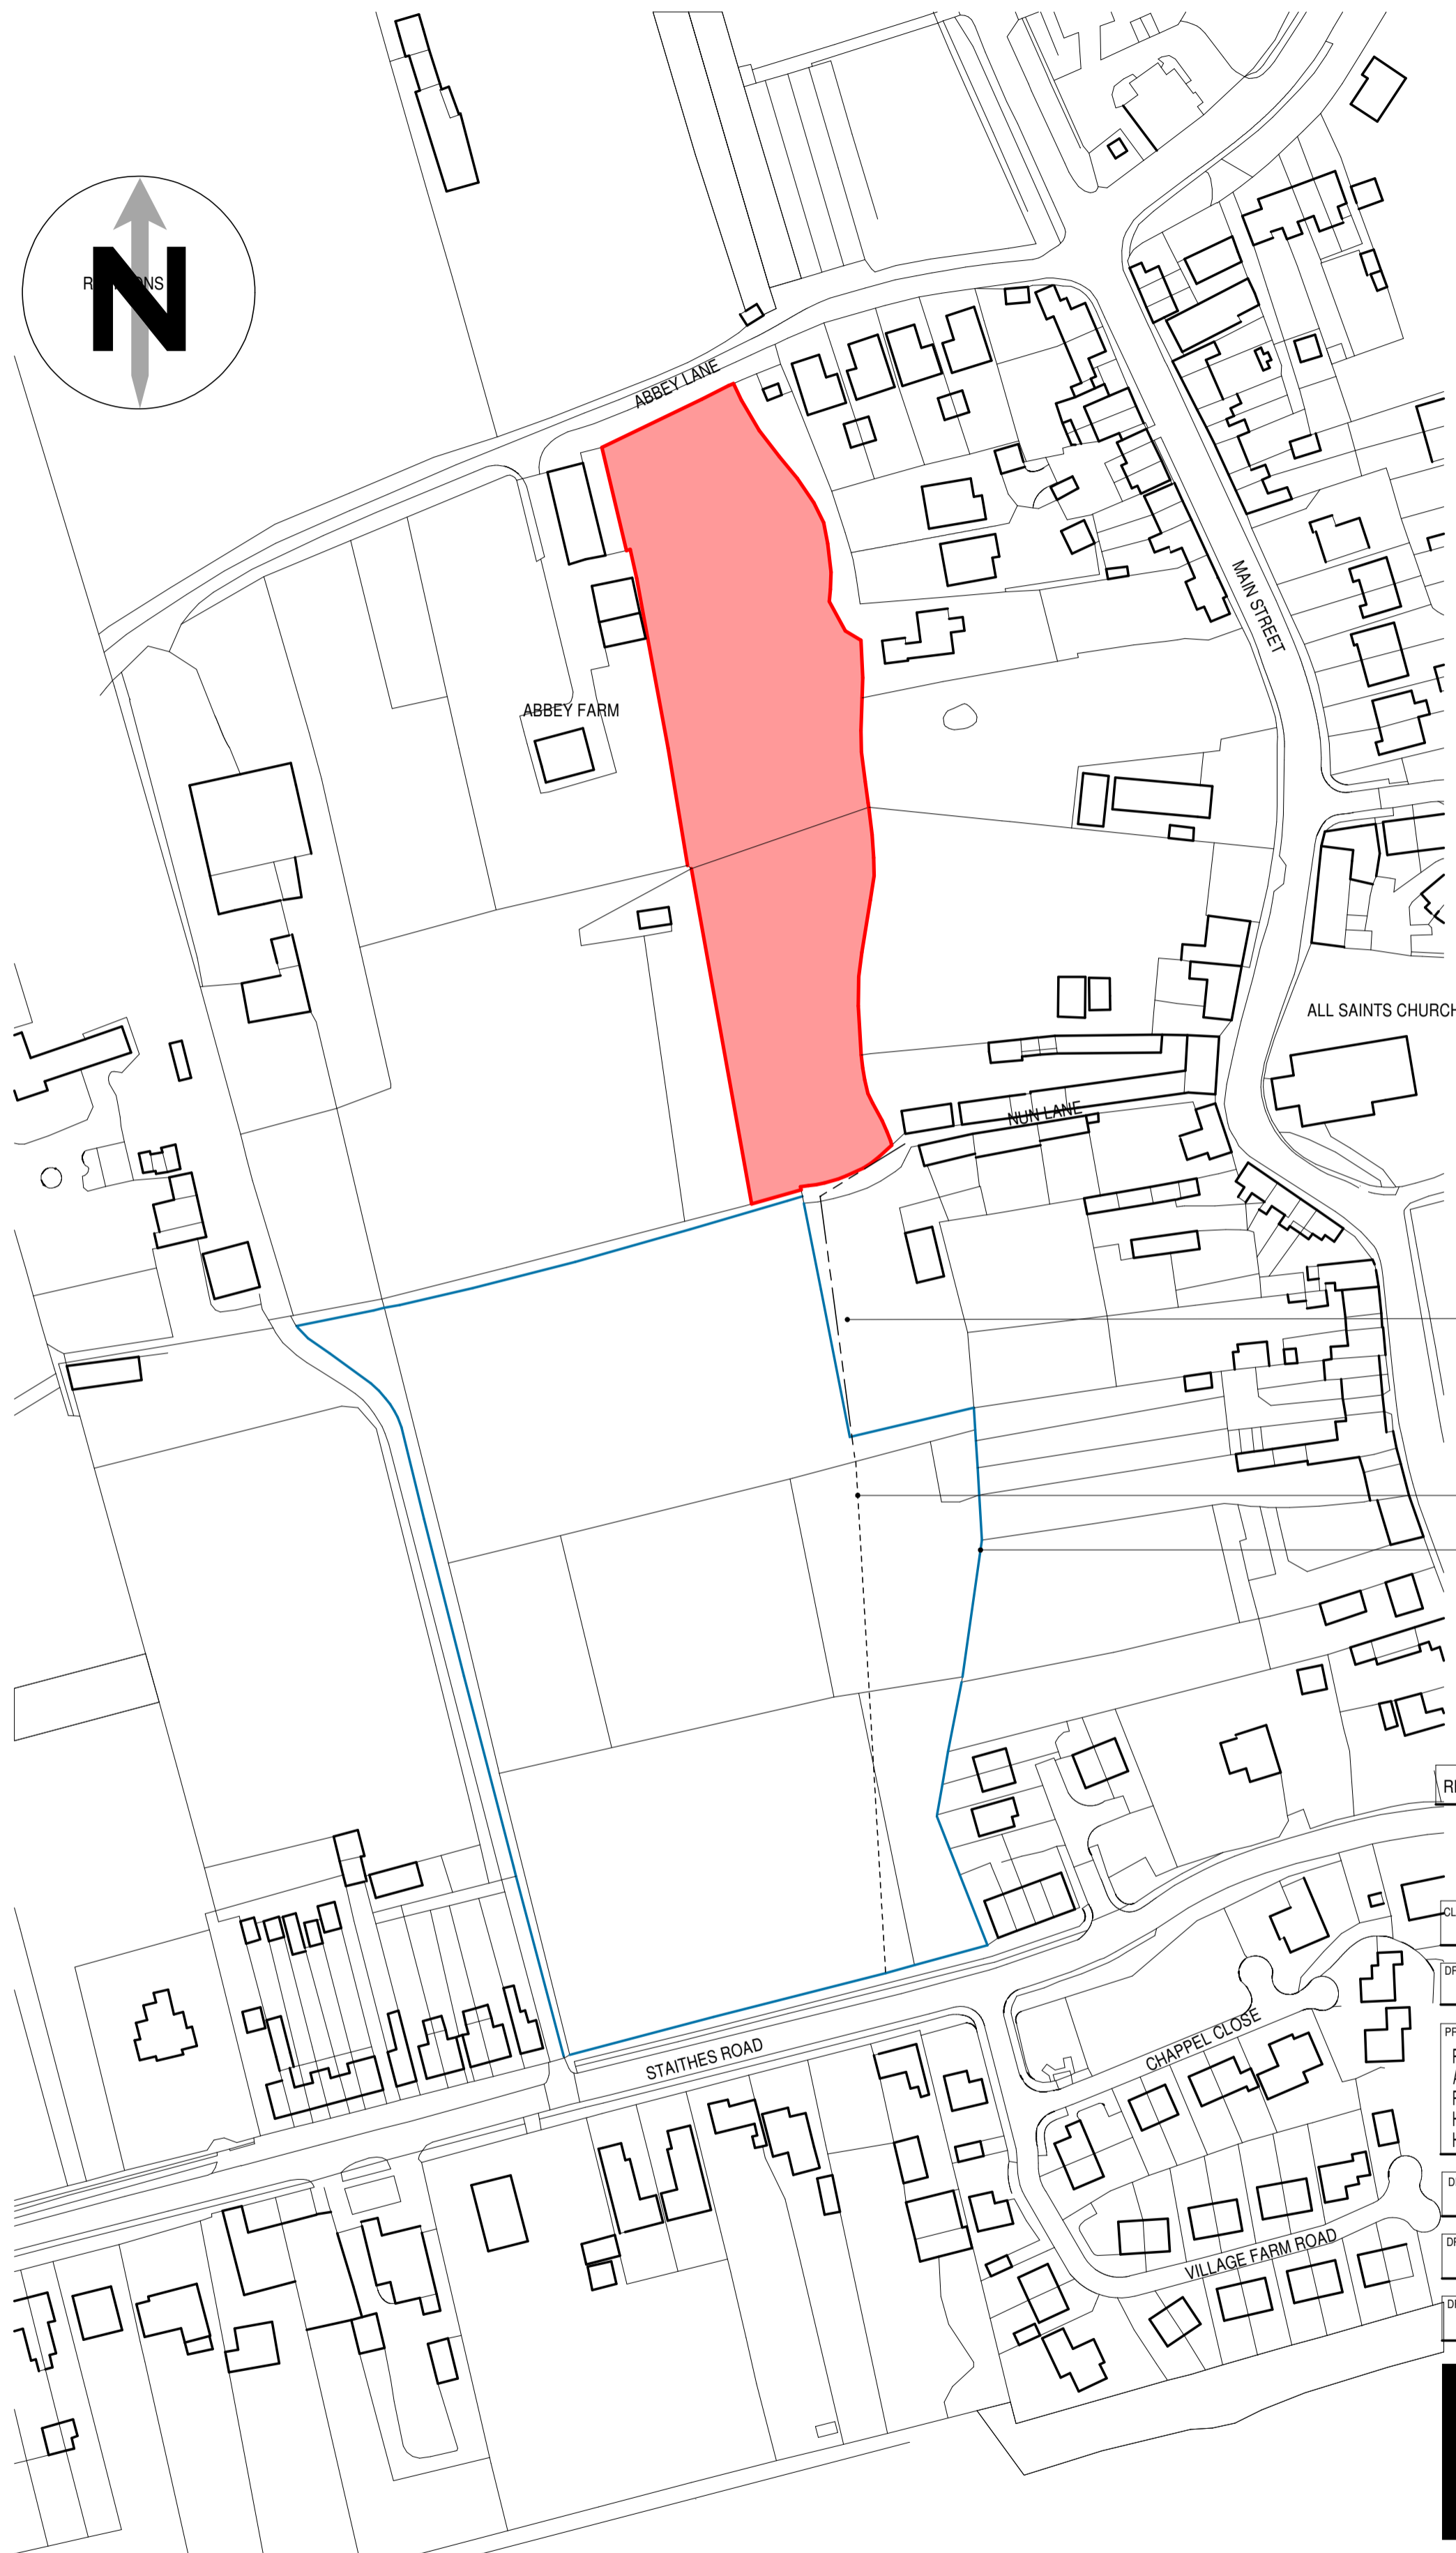 N
ABBEY LANE
MAIN STREET
ABBEY FARM
ALL SAINTS CHURCH
NUN LANE
STAITHES ROAD
CHAPPEL CLOSE
VILLAGE FARM ROAD